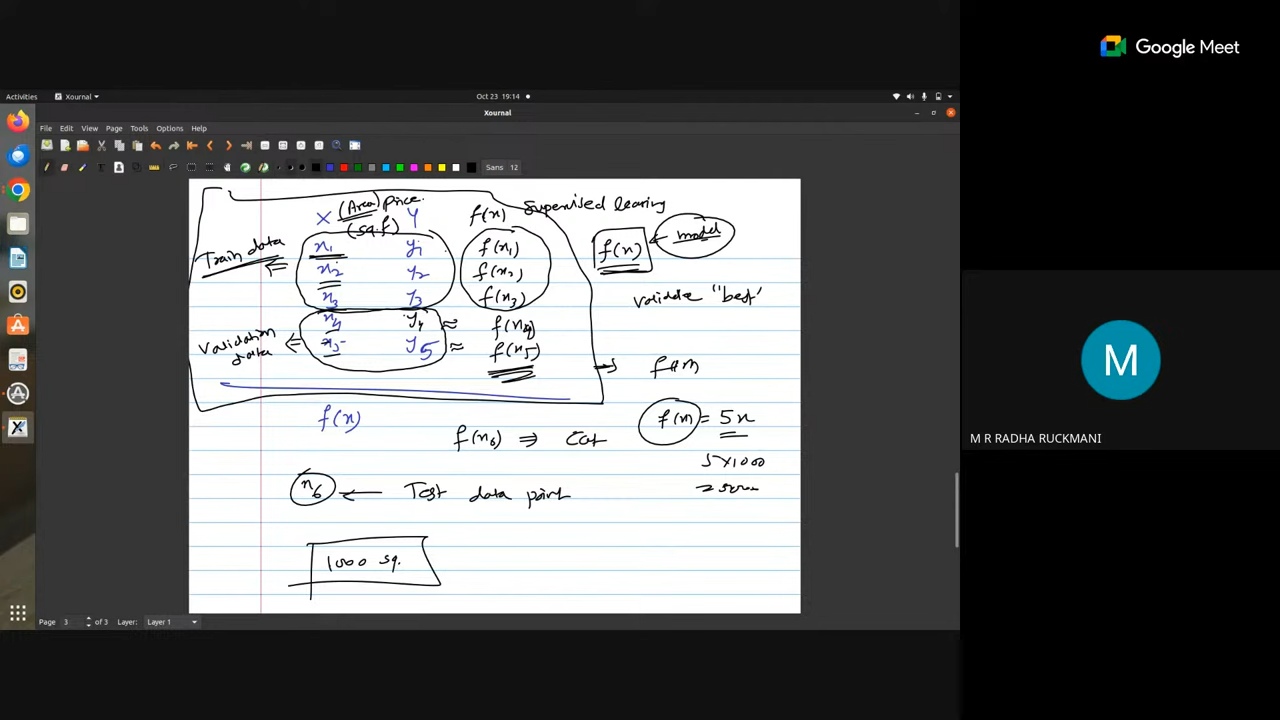 Google Meet
Activities
Xournal
Oct 23 19:14
Xournal
File Edit View Page Tools Options Help
Sans 12
(Area) price.
X Y f(x) Supervised learing
(sq.f)
Train data x1 y1 f(x1) f(x) model
x2 y2 f(x2)
x3 y3 f(x3) validate "best"
Validation data x4 y4 ≈ f(x4)
x5 y5 ≈ f(x5)
f(x)
f(x) = 5x
f(x6) ⇒
5x1000
x6 ← Test data point
1000 sq.
M
M R RADHA RUCKMANI
Page 3 of 3 Layer: Layer 1